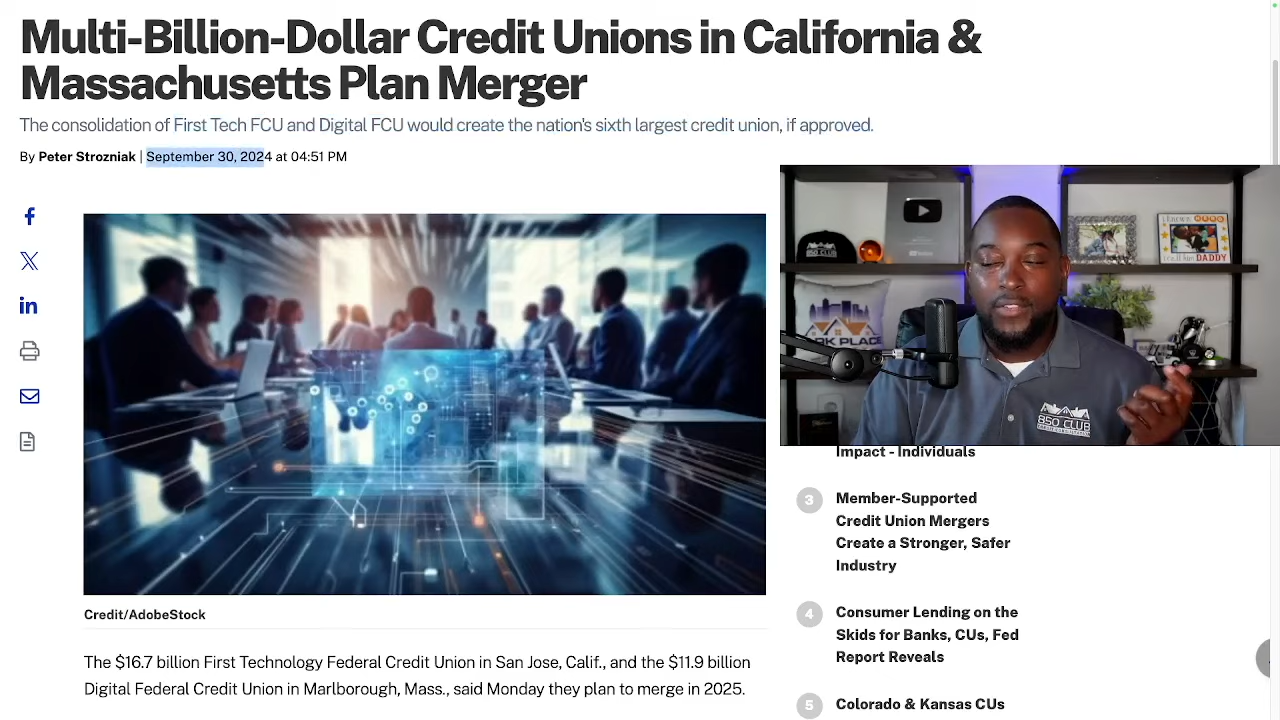 Multi-Billion-Dollar Credit Unions in California &
Massachusetts Plan Merger
The consolidation of First Tech FCU and Digital FCU would create the nation's sixth largest credit union, if approved.
By Peter Strozniak | September 30, 2024 at 04:51 PM
Credit/AdobeStock
The $16.7 billion First Technology Federal Credit Union in San Jose, Calif., and the $11.9 billion
Digital Federal Credit Union in Marlborough, Mass., said Monday they plan to merge in 2025.
DADDY
850 CLUB
850 CLUB
Impact - Individuals
3 Member-Supported
Credit Union Mergers
Create a Stronger, Safer
Industry
4 Consumer Lending on the
Skids for Banks, CUs, Fed
Report Reveals
5 Colorado & Kansas CUs